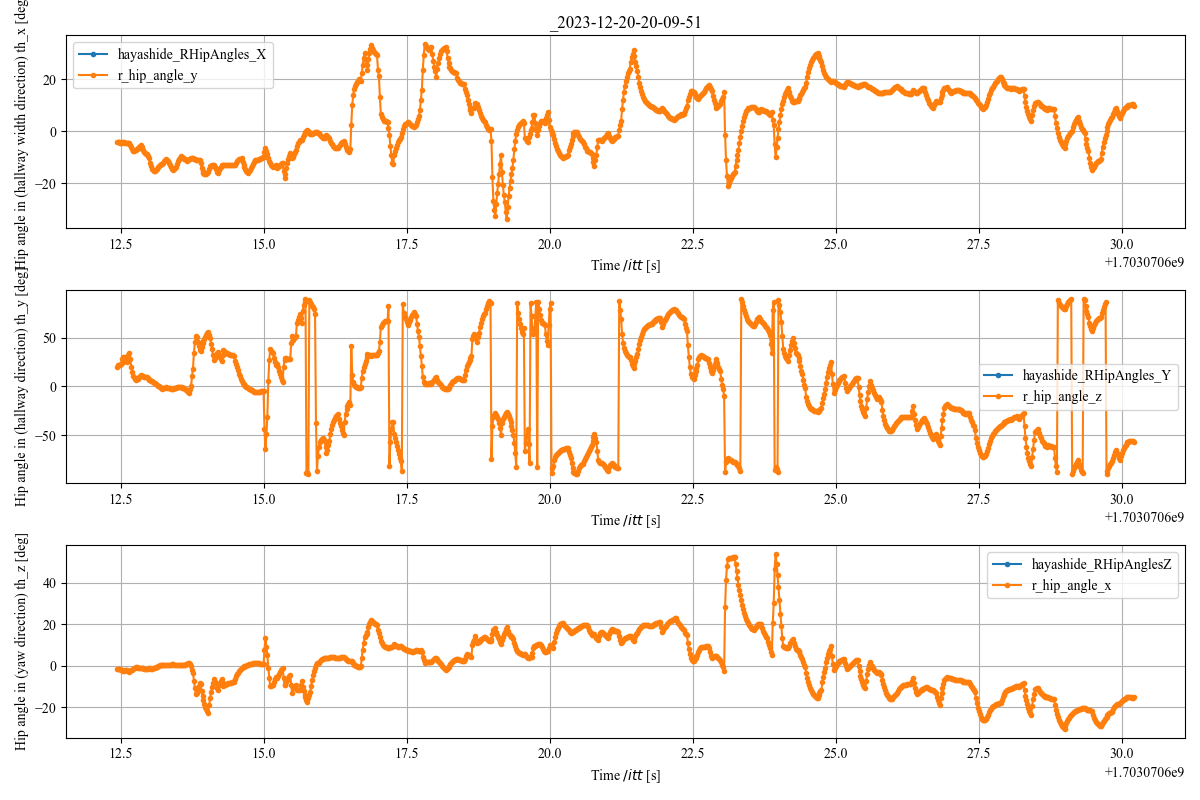 _2023-12-20-20-09-51
Hip angle in (hallway width direction) th_x [deg]
hayashide_RHipAngles_X
r_hip_angle_y
20
0
−20
12.5 15.0 17.5 20.0 22.5 25.0 27.5 30.0
Time /itt [s]
+1.7030706e9
Hip angle in (hallway direction) th_y [deg]
hayashide_RHipAngles_Y
r_hip_angle_z
50
0
−50
12.5 15.0 17.5 20.0 22.5 25.0 27.5 30.0
Time /itt [s]
+1.7030706e9
Hip angle in (yaw direction) th_z [deg]
hayashide_RHipAnglesZ
r_hip_angle_x
40
20
0
−20
12.5 15.0 17.5 20.0 22.5 25.0 27.5 30.0
Time /itt [s]
+1.7030706e9